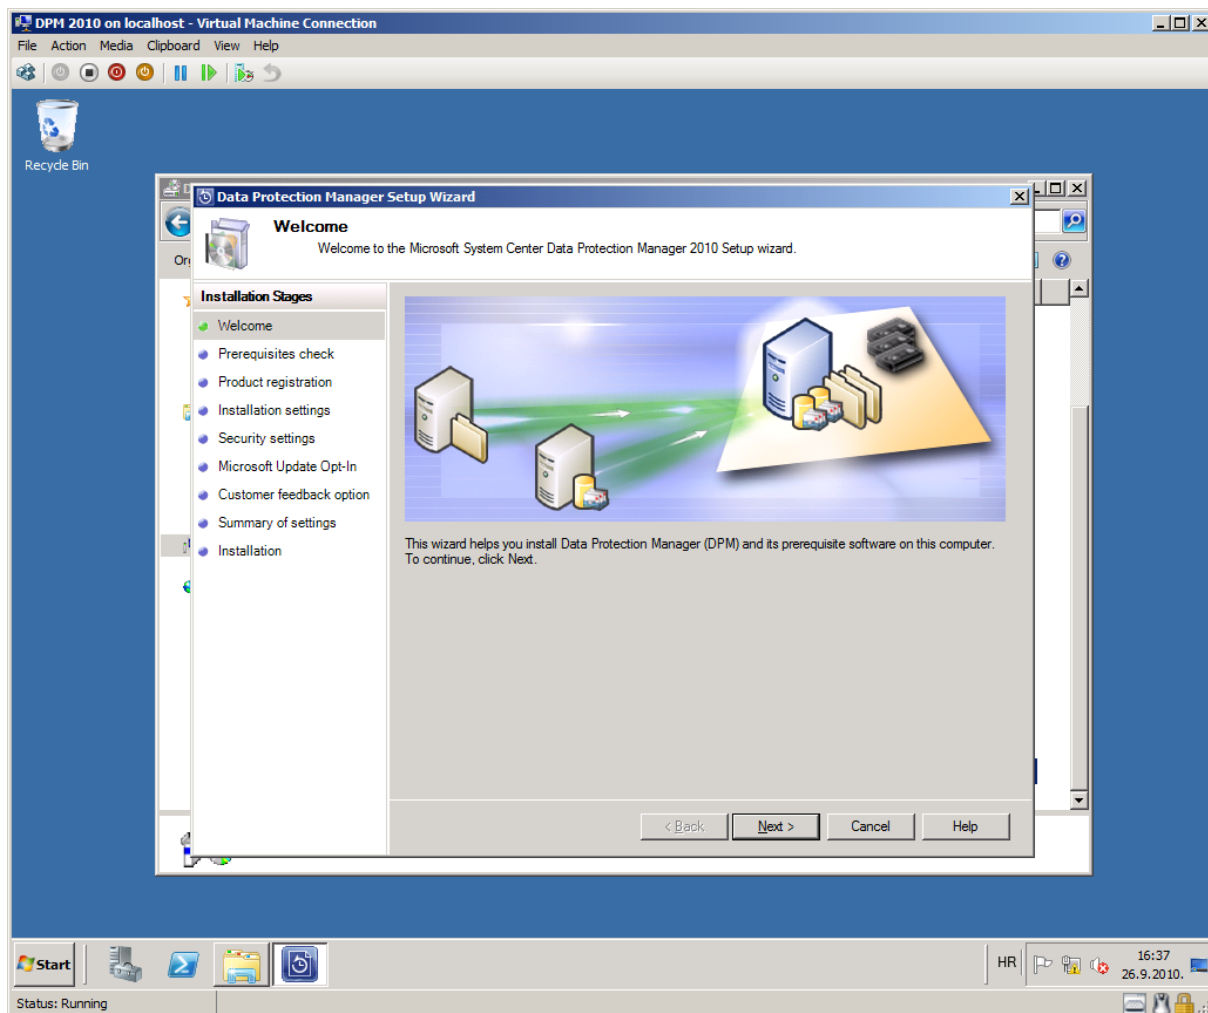 DPM 2010 on localhost - Virtual Machine Connection
File Action Media Clipboard View Help
Recycle Bin
Data Protection Manager Setup Wizard
Welcome
Welcome to the Microsoft System Center Data Protection Manager 2010 Setup wizard.
Installation Stages
Welcome
Prerequisites check
Product registration
Installation settings
Security settings
Microsoft Update Opt-In
Customer feedback option
Summary of settings
Installation
This wizard helps you install Data Protection Manager (DPM) and its prerequisite software on this computer.
To continue, click Next.
< Back Next > Cancel Help
Start
HR
16:37
26.9.2010.
Status: Running